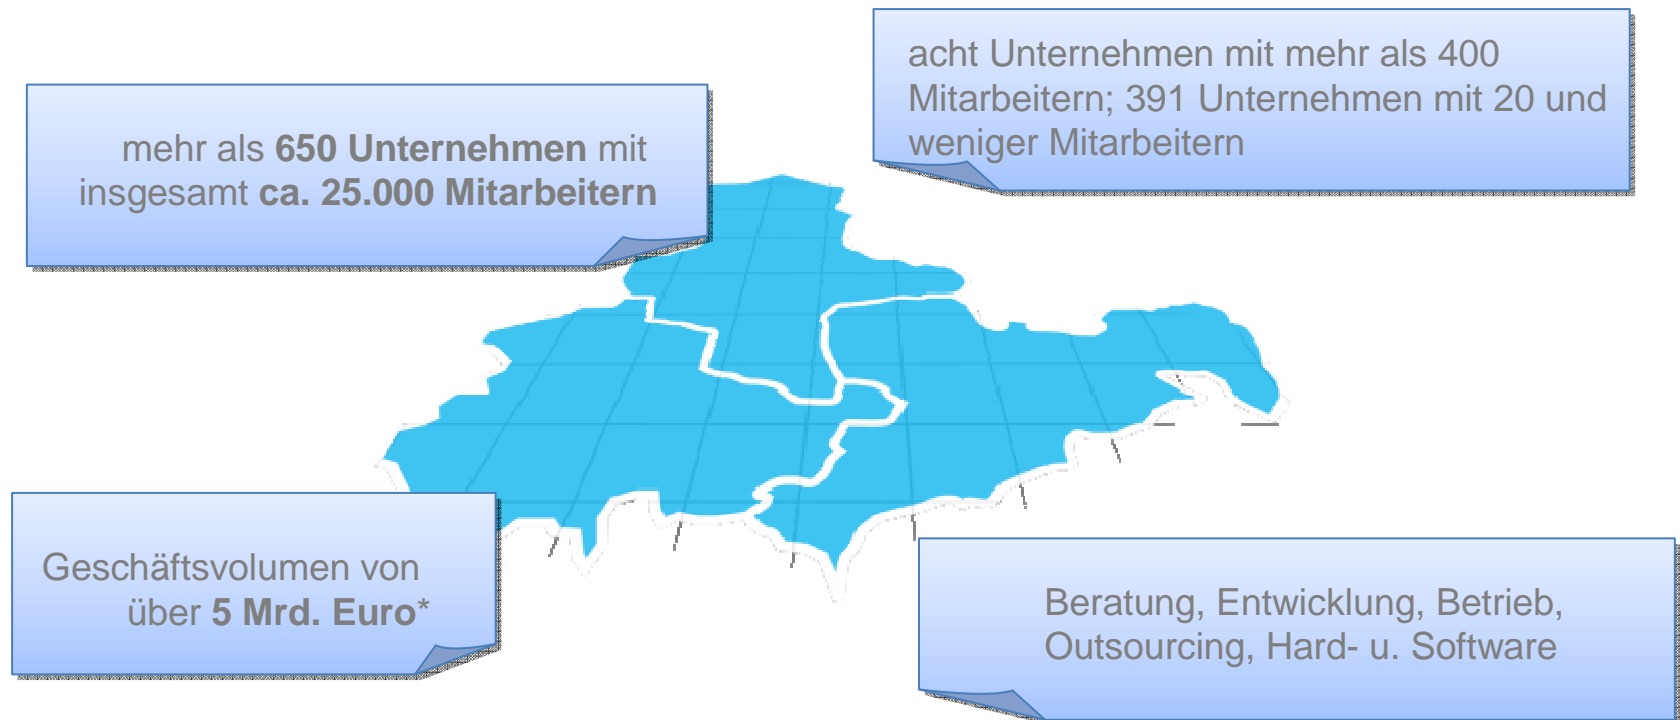 mehr als 650 Unternehmen mit
insgesamt ca. 25.000 Mitarbeitern
acht Unternehmen mit mehr als 400
Mitarbeitern; 391 Unternehmen mit 20 und
weniger Mitarbeitern
Geschäftsvolumen von
über 5 Mrd. Euro*
Beratung, Entwicklung, Betrieb,
Outsourcing, Hard- u. Software